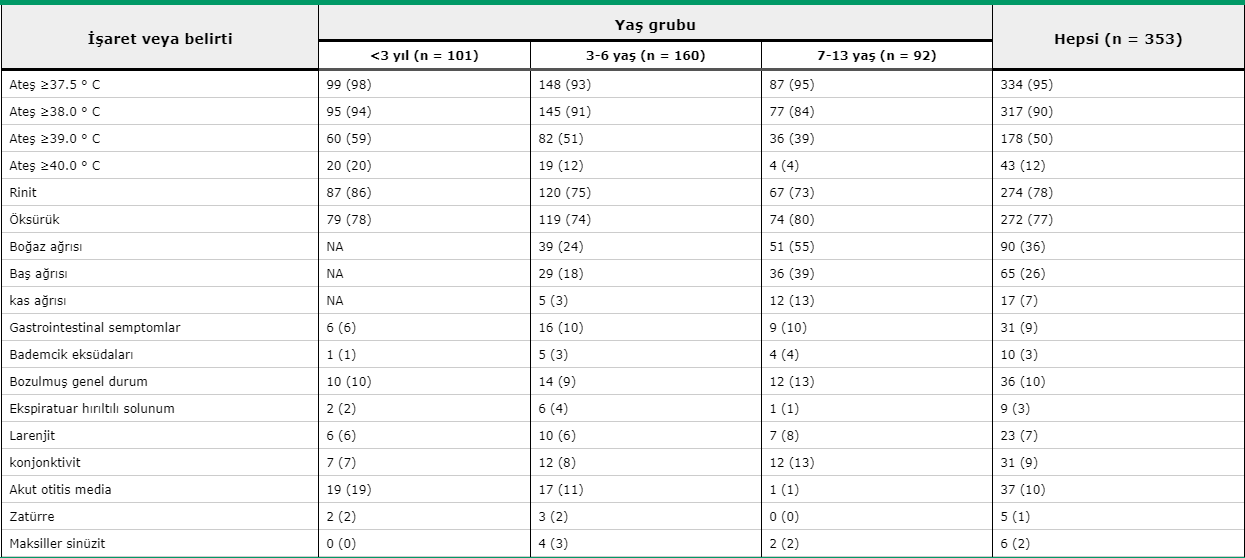 İşaret veya belirti Yaş grubu Hepsi (n = 353)
<3 yıl (n = 101) 3-6 yaş (n = 160) 7-13 yaş (n = 92)
Ateş ≥37.5 ° C 99 (98) 148 (93) 87 (95) 334 (95)
Ateş ≥38.0 ° C 95 (94) 145 (91) 77 (84) 317 (90)
Ateş ≥39.0 ° C 60 (59) 82 (51) 36 (39) 178 (50)
Ateş ≥40.0 ° C 20 (20) 19 (12) 4 (4) 43 (12)
Rinit 87 (86) 120 (75) 67 (73) 274 (78)
Öksürük 79 (78) 119 (74) 74 (80) 272 (77)
Boğaz ağrısı NA 39 (24) 51 (55) 90 (36)
Baş ağrısı NA 29 (18) 36 (39) 65 (26)
kas ağrısı NA 5 (3) 12 (13) 17 (7)
Gastrointestinal semptomlar 6 (6) 16 (10) 9 (10) 31 (9)
Bademcik eksüdaları 1 (1) 5 (3) 4 (4) 10 (3)
Bozulmuş genel durum 10 (10) 14 (9) 12 (13) 36 (10)
Ekspiratuar hırıltılı solunum 2 (2) 6 (4) 1 (1) 9 (3)
Larenjit 6 (6) 10 (6) 7 (8) 23 (7)
konjonktivit 7 (7) 12 (8) 12 (13) 31 (9)
Akut otitis media 19 (19) 17 (11) 1 (1) 37 (10)
Zatürre 2 (2) 3 (2) 0 (0) 5 (1)
Maksiller sinüzit 0 (0) 4 (3) 2 (2) 6 (2)